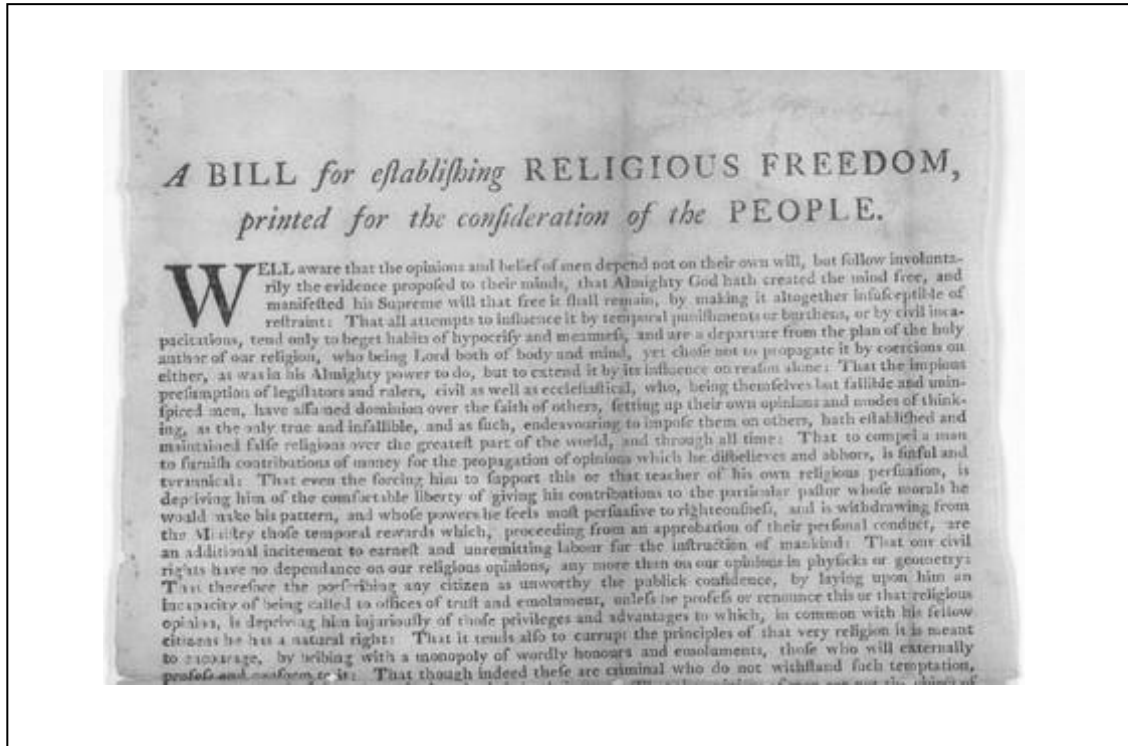 A BILL for eſtabliſhing RELIGIOUS FREEDOM,
printed for the conſideration of the PEOPLE.
WELL aware that the opinions and belief of men depend not on their own will, but follow involunta-
rily the evidence propoſed to their minds, that Almighty God hath created the mind free, and
manifeſted his Supreme will that free it ſhall remain, by making it altogether inſuſceptible of
reſtraint: That all attempts to influence it by temporal puniſhments or burthens, or by civil inca-
pacitations, tend only to beget habits of hypocriſy and meanneſs, and are a departure from the plan of the holy
author of our religion, who being Lord both of body and mind, yet choſe not to propagate it by coercions on
either, as was in his Almighty power to do, but to extend it by its influence on reaſon alone: That the impious
preſumption of legiſlators and rulers, civil as well as eccleſiaſtical, who, being themſelves but fallible and unin-
ſpired men, have aſſumed dominion over the faith of others, ſetting up their own opinions and modes of think-
ing, as the only true and infallible, and as ſuch, endeavouring to impoſe them on others, hath eſtabliſhed and
maintained falſe religions over the greateſt part of the world, and through all time: That to compel a man
to furniſh contributions of money for the propagation of opinions which he diſbelieves and abhors, is ſinful and
tyrannical: That even the forcing him to ſupport this or that teacher of his own religious perſuaſion, is
depriving him of the comfortable liberty of giving his contributions to the particular paſtor whoſe morals he
would make his pattern, and whoſe powers he feels moſt perſuaſive to righteouſneſs, and is withdrawing from
the Miniſtry thoſe temporal rewards which, proceeding from an approbation of their perſonal conduct, are
an additional incitement to earneſt and unremitting labour for the inſtruction of mankind: That our civil
rights have no dependance on our religious opinions, any more than on our opinions in phyſicks or geometry:
That therefore the proſcribing any citizen as unworthy the publick confidence, by laying upon him an
incapacity of being called to offices of truſt and emolument, unleſs he profeſs or renounce this or that religious
opinion, is depriving him injuriouſly of thoſe privileges and advantages to which, in common with his fellow
citizens he has a natural right: That it tends alſo to corrupt the principles of that very religion it is meant
to encourage, by bribing with a monopoly of wordly honours and emoluments, thoſe who will externally
profeſs and conform to it: That though indeed theſe are criminal who do not withſtand ſuch temptation,